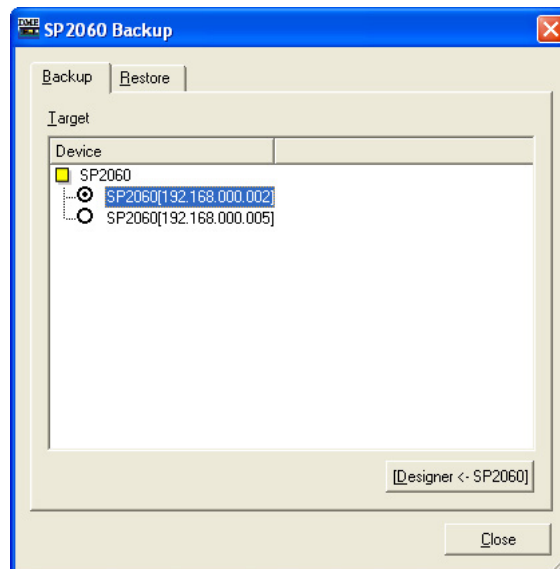 DME SP2060 Backup
Backup Restore
Target
Device
SP2060
SP2060[192.168.000.002]
SP2060[192.168.000.005]
[Designer <- SP2060]
Close